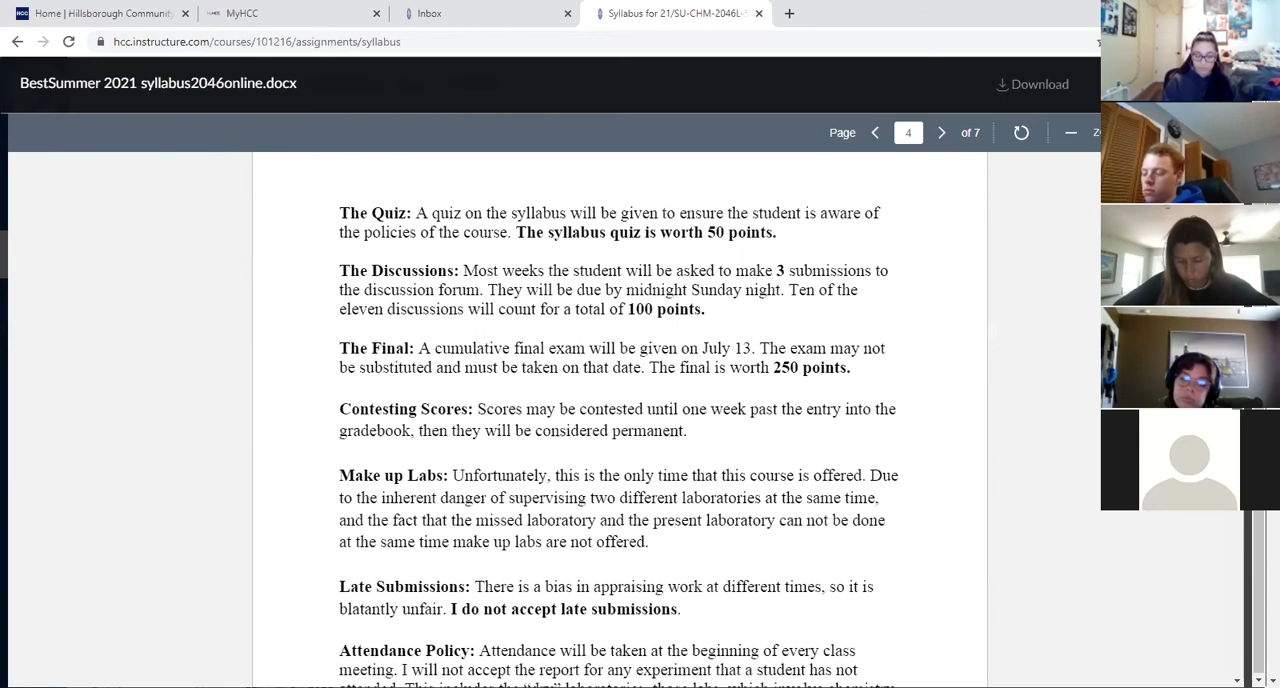 Home | Hillsborough Community
MyHCC
Inbox
Syllabus for 21/SU-CHM-2046L-
hcc.instructure.com/courses/101216/assignments/syllabus
BestSummer 2021 syllabus2046online.docx
Download
Page 4 of 7
The Quiz: A quiz on the syllabus will be given to ensure the student is aware of
the policies of the course. The syllabus quiz is worth 50 points.
The Discussions: Most weeks the student will be asked to make 3 submissions to
the discussion forum. They will be due by midnight Sunday night. Ten of the
eleven discussions will count for a total of 100 points.
The Final: A cumulative final exam will be given on July 13. The exam may not
be substituted and must be taken on that date. The final is worth 250 points.
Contesting Scores: Scores may be contested until one week past the entry into the
gradebook, then they will be considered permanent.
Make up Labs: Unfortunately, this is the only time that this course is offered. Due
to the inherent danger of supervising two different laboratories at the same time,
and the fact that the missed laboratory and the present laboratory can not be done
at the same time make up labs are not offered.
Late Submissions: There is a bias in appraising work at different times, so it is
blatantly unfair. I do not accept late submissions.
Attendance Policy: Attendance will be taken at the beginning of every class
meeting. I will not accept the report for any experiment that a student has not